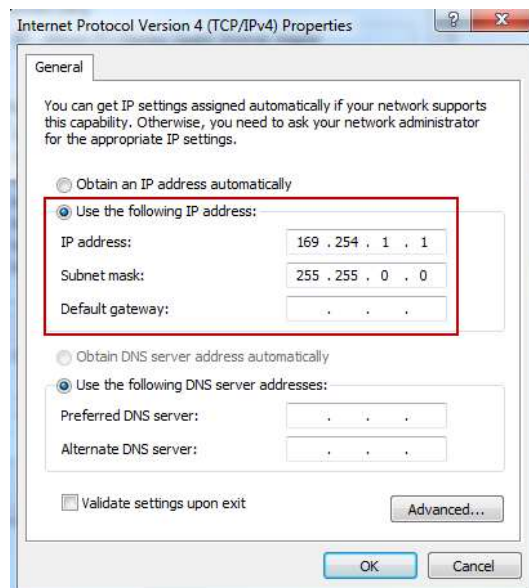 Internet Protocol Version 4 (TCP/IPv4) Properties
General
You can get IP settings assigned automatically if your network supports
this capability. Otherwise, you need to ask your network administrator
for the appropriate IP settings.
Obtain an IP address automatically
Use the following IP address:
IP address: 169 . 254 . 1 . 1
Subnet mask: 255 . 255 . 0 . 0
Default gateway: . . .
Obtain DNS server address automatically
Use the following DNS server addresses:
Preferred DNS server: . . .
Alternate DNS server: . . .
Validate settings upon exit
Advanced...
OK Cancel